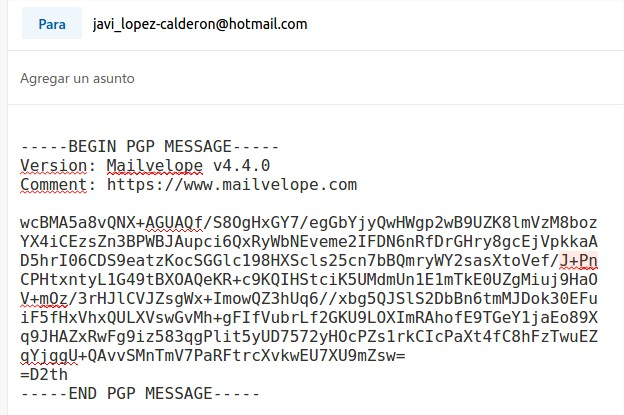 Para javi_lopez-calderon@hotmail.com
Agregar un asunto
-----BEGIN PGP MESSAGE-----
Version: Mailvelope v4.4.0
Comment: https://www.mailvelope.com
wcBMA5a8vQNX+AGUAQf/S8OgHxGY7/egGbYjyQwHWgp2wB9UZK8lmVzM8boz
YX4iCEzsZn3BPWBJAupci6QxRyWbNEveme2IFDN6nRfDrGHry8gcEjVpkkaA
D5hrI06CDS9eatzKocSGGlc198HXScls25cn7bBQmryWY2sasXtoVef/J+Pn
CPHtxntyL1G49tBXOAQeKR+c9KQIHStciK5UMdmUn1E1mTkE0UZgMiuj9HaO
V+mQz/3rHJlCVJZsgWx+ImowQZ3hUq6//xbg5QJSlS2DbBn6tmMJDok30EFu
iF5fHxVhxQULXVswGvMh+gFIfVubrLf2GKU9LOXImRAhofE9TGeY1jaEo89X
q9JHAZxRwFg9iz583qgPlit5yUD7572yHOcPZs1rkCIcPaXt4fC8hFzTwuEZ
qYjgqU+QAvvSMnTmV7PaRFtrcXvkwEU7XU9mZsw=
=D2th
-----END PGP MESSAGE-----